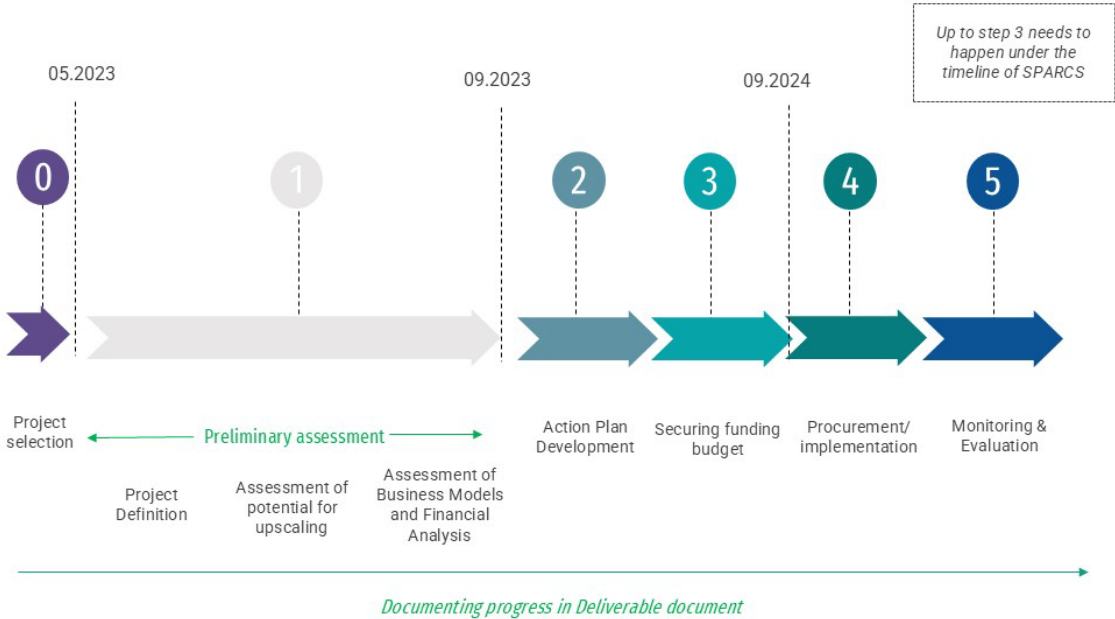 Up to step 3 needs to
happen under the
timeline of SPARCS
05.2023
09.2023
09.2024
0
1
2
3
4
5
Project
selection
Preliminary assessment
Action Plan
Development
Securing funding
budget
Procurement/
implementation
Monitoring &
Evaluation
Project
Definition
Assessment of
potential for
upscaling
Assessment of
Business Models
and Financial
Analysis
Documenting progress in Deliverable document